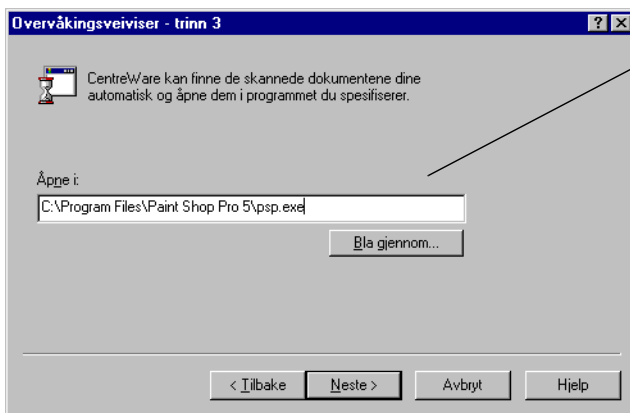 Overvåkingsveiviser - trinn 3
CentreWare kan finne de skannede dokumentene dine
automatisk og åpne dem i programmet du spesifiserer.
Åpne i:
C:\Program Files\Paint Shop Pro 5\psp.exe
Bla gjennom...
< Tilbake
Neste >
Avbryt
Hjelp